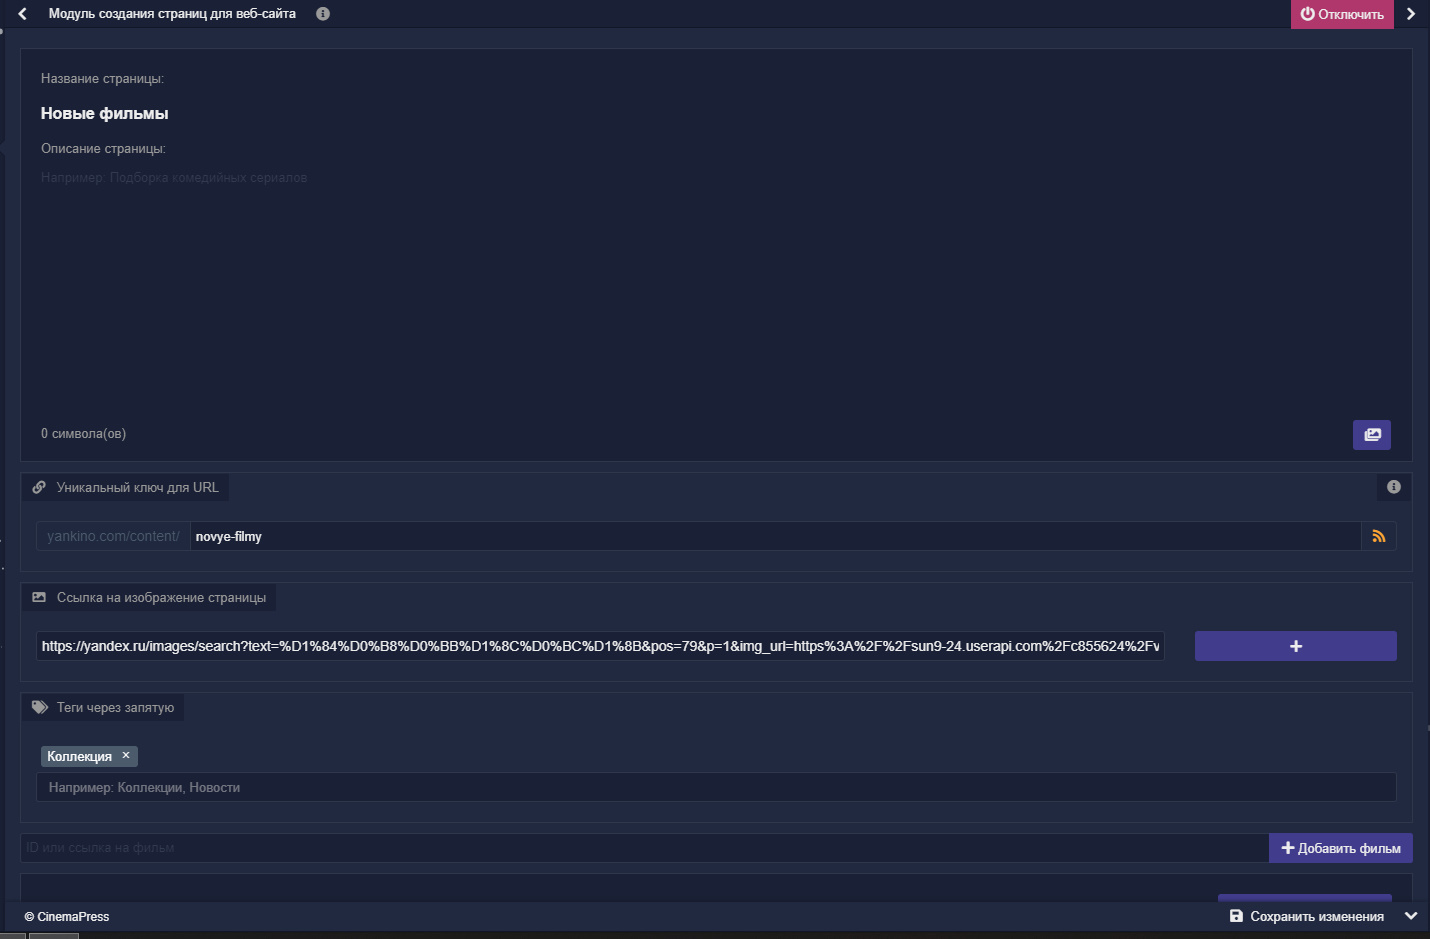 Модуль создания страниц для веб-сайта
Отключить
Название страницы:
Новые фильмы
Описание страницы:
Например: Подборка комедийных сериалов
0 символа(ов)
Уникальный ключ для URL
yankino.com/content/ novye-filmy
Ссылка на изображение страницы
https://yandex.ru/images/search?text=%D1%84%D0%B8%D0%BB%D1%8C%D0%BC%D1%8B&pos=79&p=1&img_url=https%3A%2F%2Fsun9-24.userapi.com%2Fc855624%2Fv
Теги через запятую
Коллекция ×
Например: Коллекции, Новости
ID или ссылка на фильм
Добавить фильм
© CinemaPress
Сохранить изменения